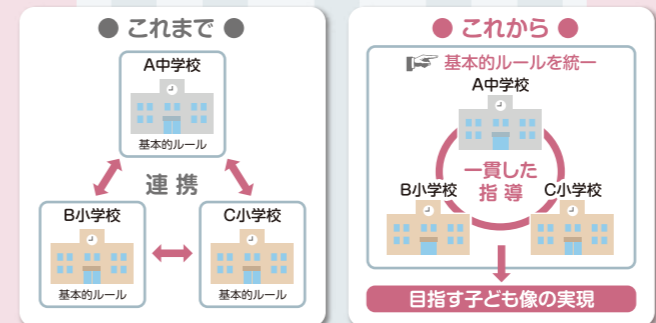 ● これまで ●
A中学校
基本的ルール
連携
B小学校
基本的ルール
C小学校
基本的ルール
● これから ●
☞ 基本的ルールを統一
A中学校
一貫した
指導
B小学校
C小学校
目指す子ども像の実現